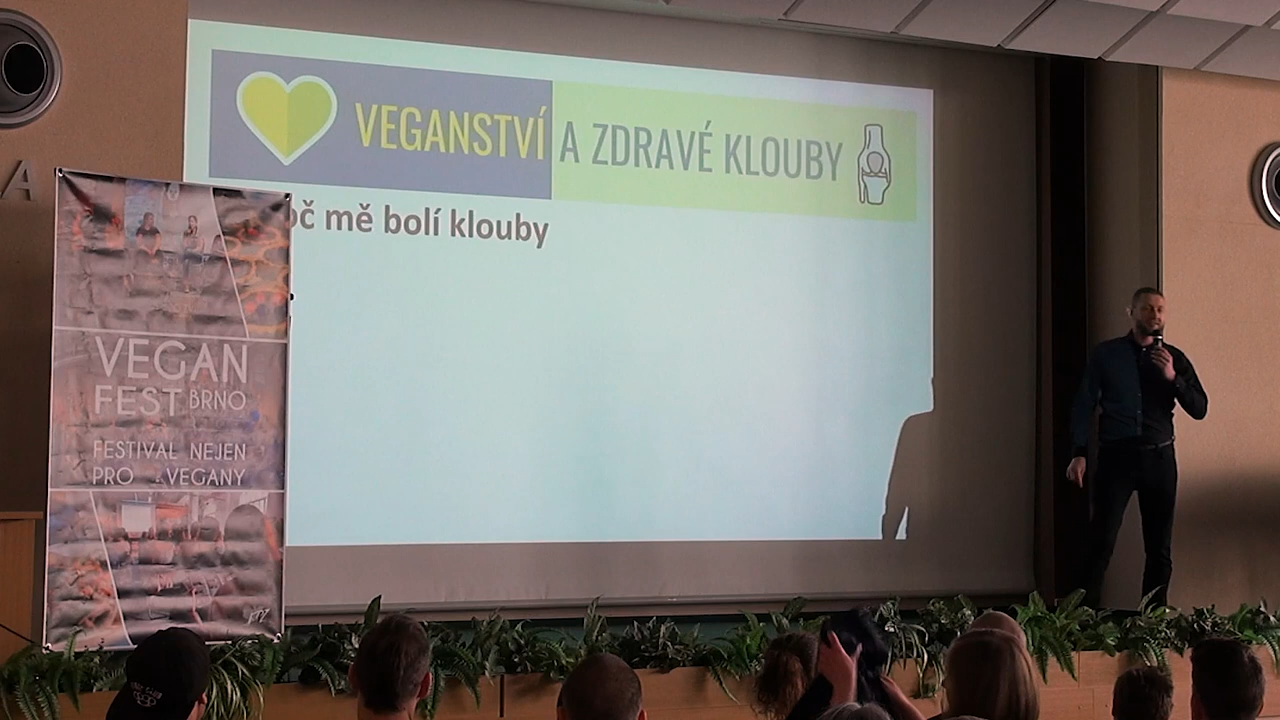 VEGANSTVÍ A ZDRAVÉ KLOUBY
mě bolí klouby
A
VEGAN
FEST BRNO
FESTIVAL NEJEN
PRO VEGANY